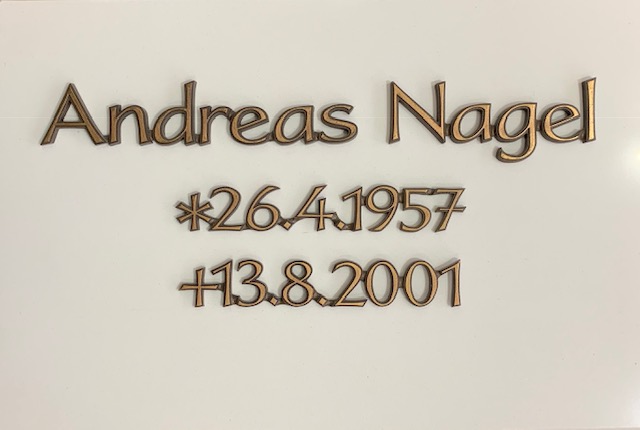 Andreas Nagel
*26.4.1957
+13.8.2001